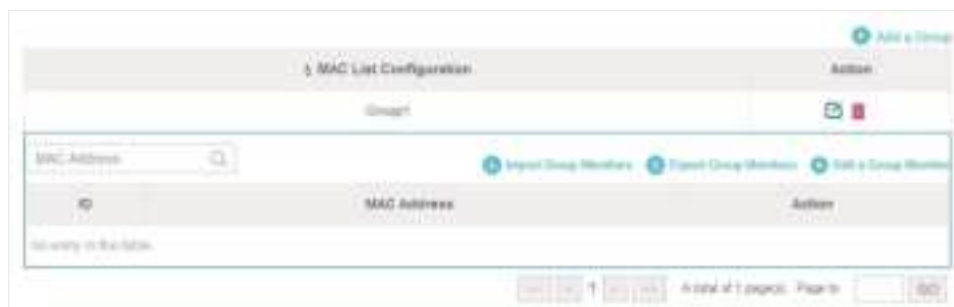 Add a Group
MAC List Configuration Action
Group1
MAC Address Import Group Members Export Group Members Add a Group Member
ID MAC Address Action
No entry in the table.
1 A total of 1 page(s) Page to GO